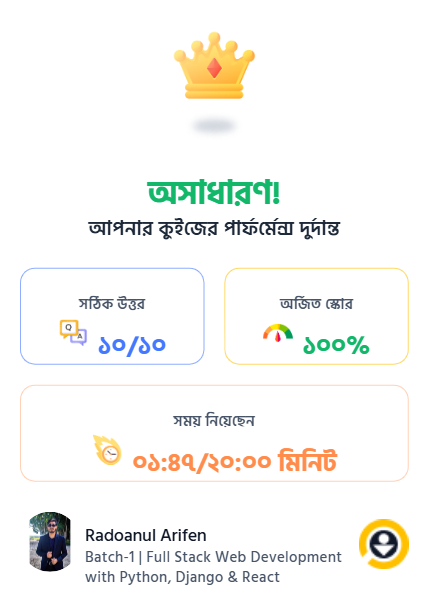 অসাধারণ!
আপনার কুইজের পার্ফর্মেন্স দুর্দান্ত
সঠিক উত্তর
Q
A
১০/১০
অর্জিত স্কোর
১০০%
সময় নিয়েছেন
০১:৪৭/২০:০০ মিনিট
Radoanul Arifen
Batch-1 | Full Stack Web Development
with Python, Django & React